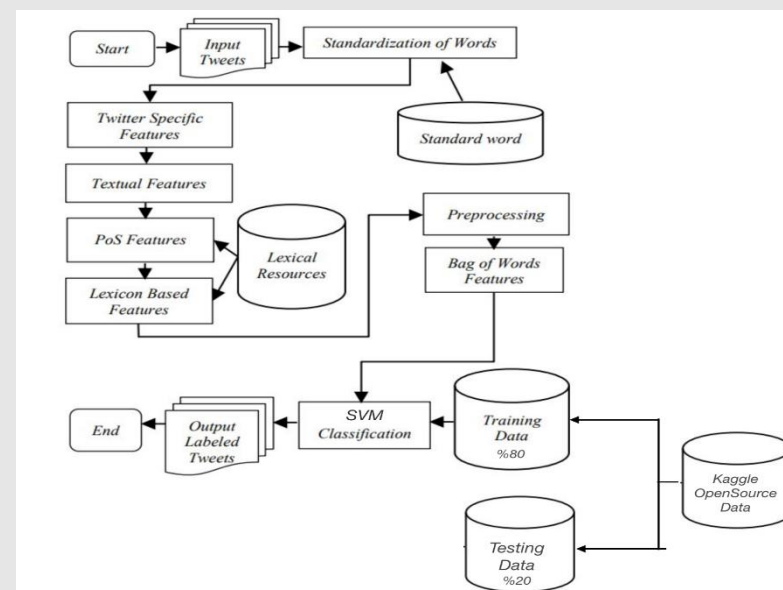 Start
Input
Tweets
Standardization of Words
Standard word
Twitter Specific
Features
Textual Features
PoS Features
Lexicon Based
Features
Lexical
Resources
Preprocessing
Bag of Words
Features
SVM
Classification
Training
Data
%80
Kaggle
OpenSource
Data
Testing
Data
%20
Output
Labeled
Tweets
End